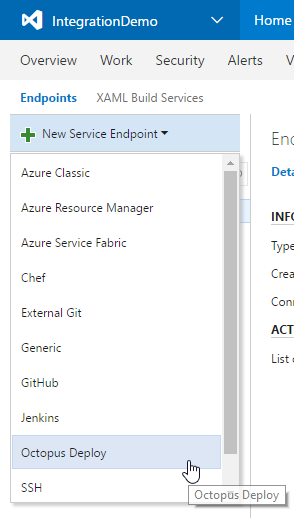 IntegrationDemo Home
Overview Work Security Alerts V
Endpoints XAML Build Services
New Service Endpoint
Azure Classic
Azure Resource Manager
Azure Service Fabric
Chef
External Git
Generic
GitHub
Jenkins
Octopus Deploy
SSH
Octopus Deploy
End
Deta
INFO
Type
Crea
Conn
ACT
List o